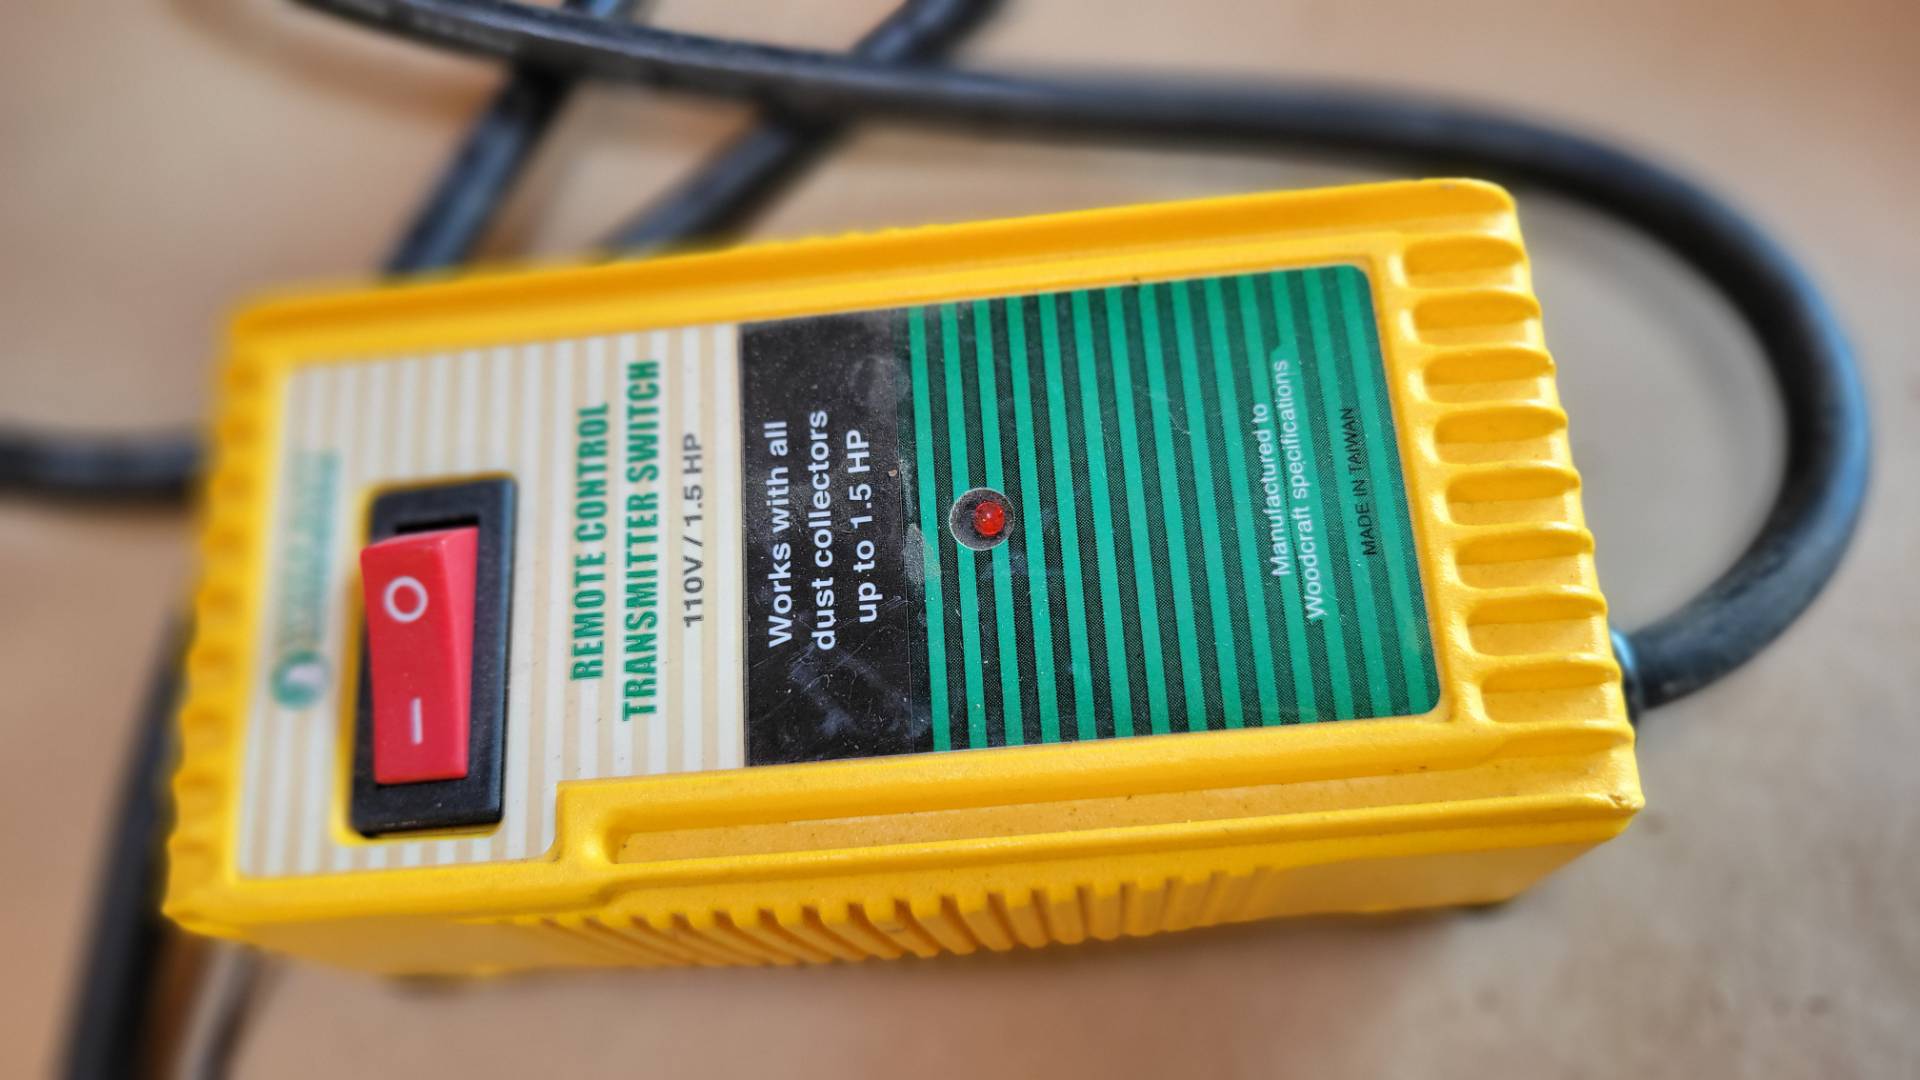 O
I
REMOTE CONTROL
TRANSMITTER SWITCH
110V / 1.5 HP
Works with all
dust collectors
up to 1.5 HP
Manufactured to
Woodcraft specifications
MADE IN TAIWAN